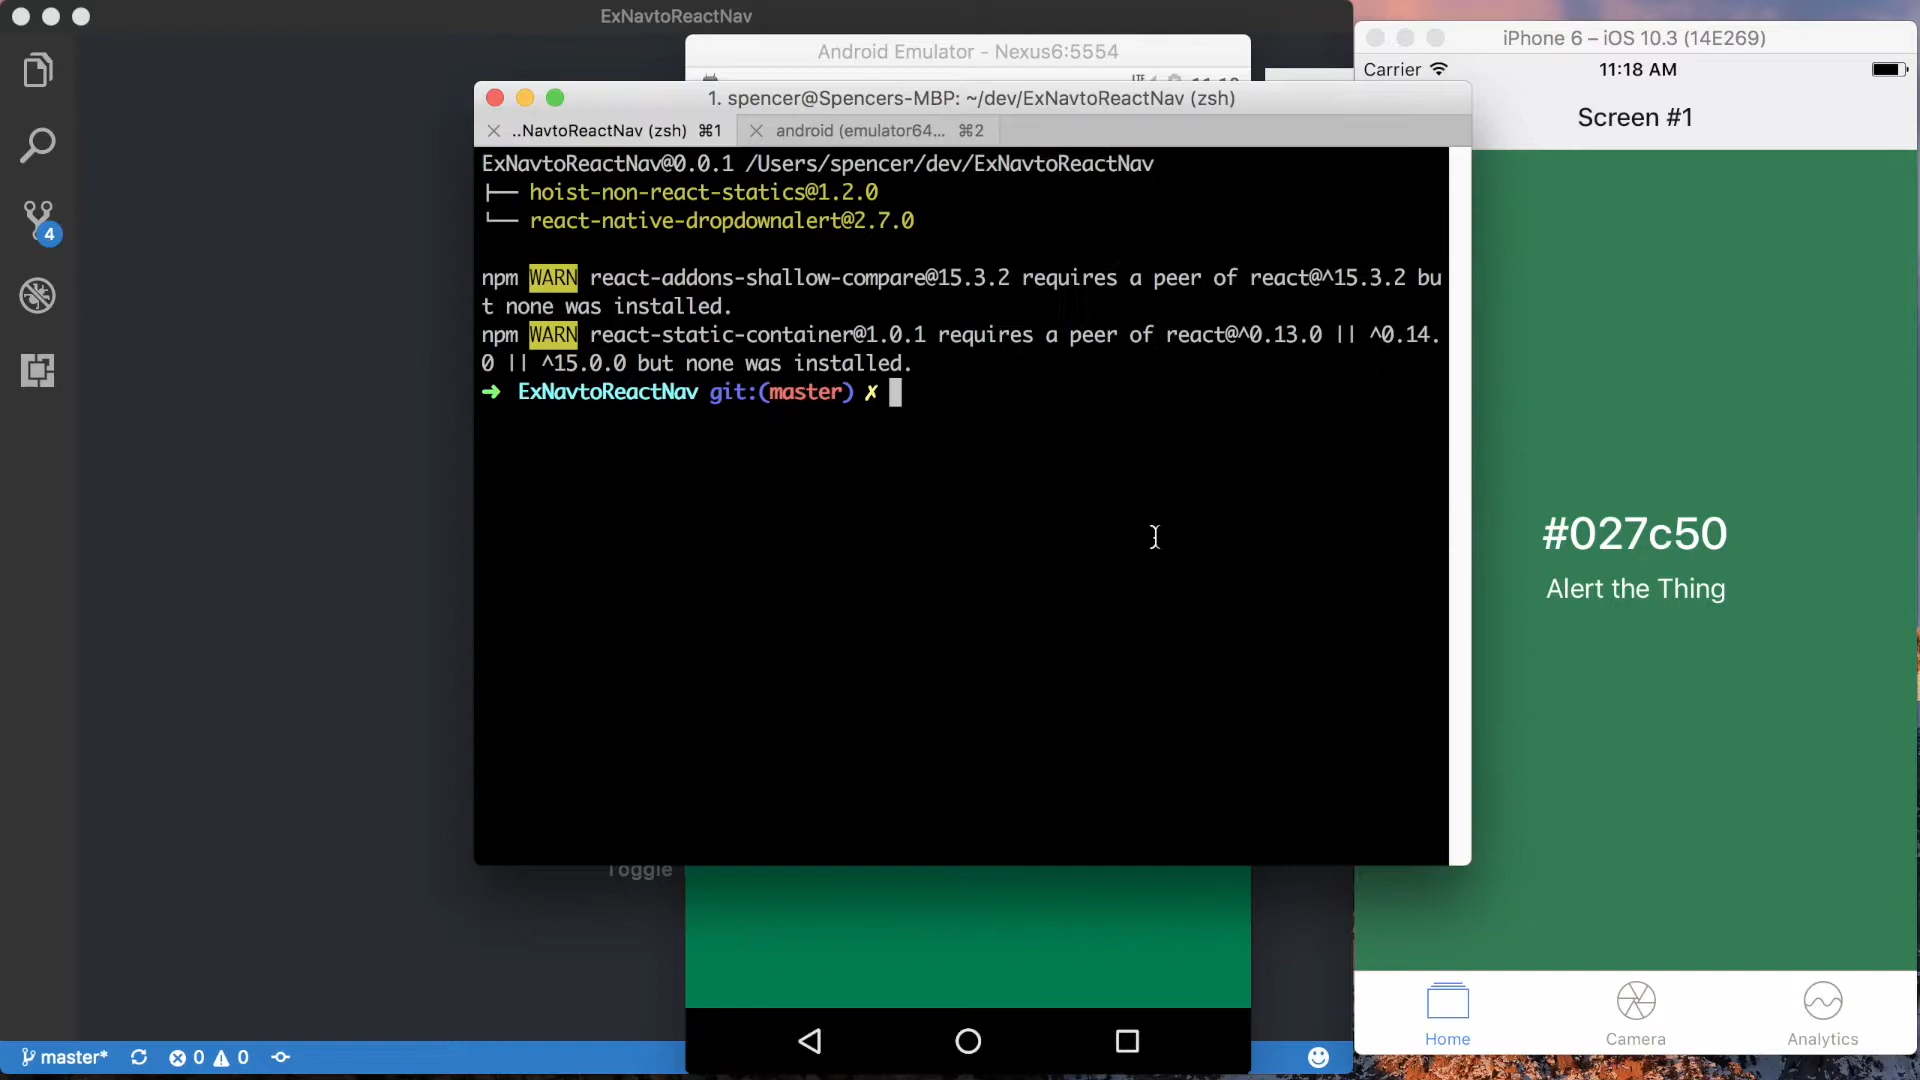 ExNavtoReactNav
Android Emulator - Nexus6:5554
iPhone 6 – iOS 10.3 (14E269)
Carrier
11:18 AM
Screen #1
1. spencer@Spencers-MBP: ~/dev/ExNavtoReactNav (zsh)
..NavtoReactNav (zsh) ⌘1
android (emulator64... ⌘2
ExNavtoReactNav@0.0.1 /Users/spencer/dev/ExNavtoReactNav
├── hoist-non-react-statics@1.2.0
└── react-native-dropdownalert@2.7.0
npm WARN react-addons-shallow-compare@15.3.2 requires a peer of react@^15.3.2 bu
t none was installed.
npm WARN react-static-container@1.0.1 requires a peer of react@^0.13.0 || ^0.14.
0 || ^15.0.0 but none was installed.
➜ ExNavtoReactNav git:(master) ✗
4
#027c50
Alert the Thing
Toggle
Home
Camera
Analytics
master*
0
0